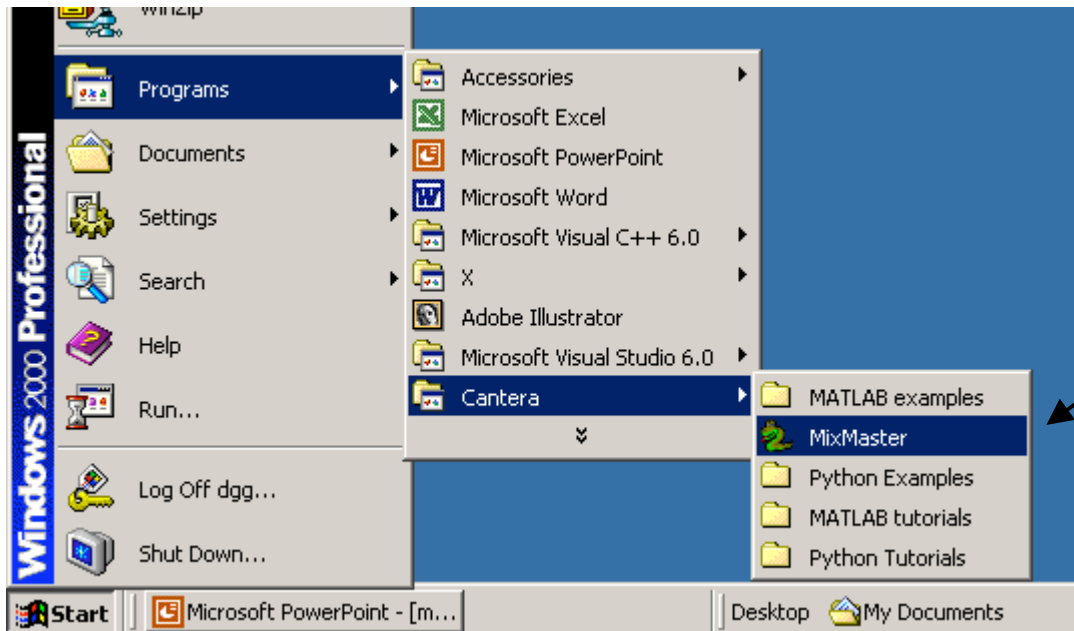 WinZip
Programs
Documents
Settings
Search
Help
Run...
Log Off dgg...
Shut Down...
Windows 2000 Professional
Accessories
Microsoft Excel
Microsoft PowerPoint
Microsoft Word
Microsoft Visual C++ 6.0
X
Adobe Illustrator
Microsoft Visual Studio 6.0
Cantera
MATLAB examples
MixMaster
Python Examples
MATLAB tutorials
Python Tutorials
Start
Microsoft PowerPoint - [m...
Desktop
My Documents